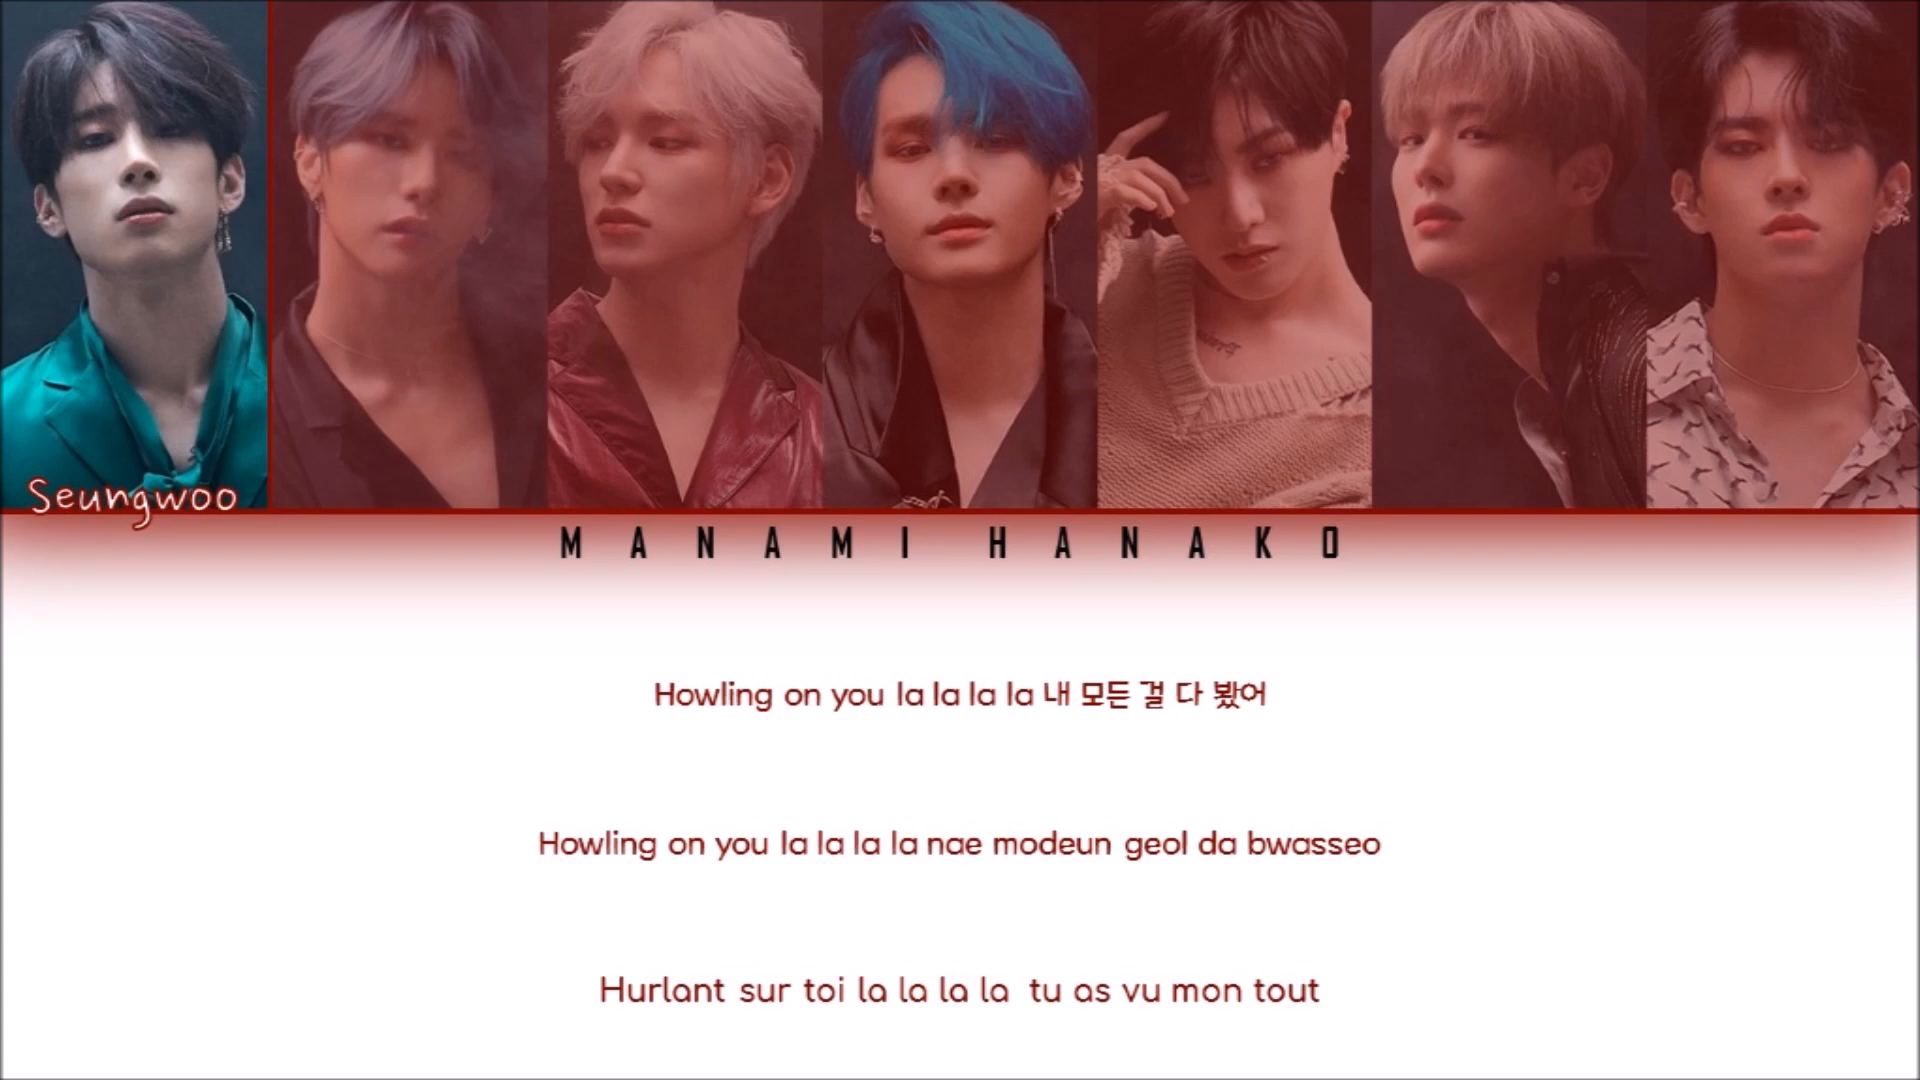 Seungwoo
MANAMI HANAKO
Howling on you la la la la 내 모든 걸 다 봤어
Howling on you la la la la nae modeun geol da bwasseo
Hurlant sur toi la la la la tu as vu mon tout